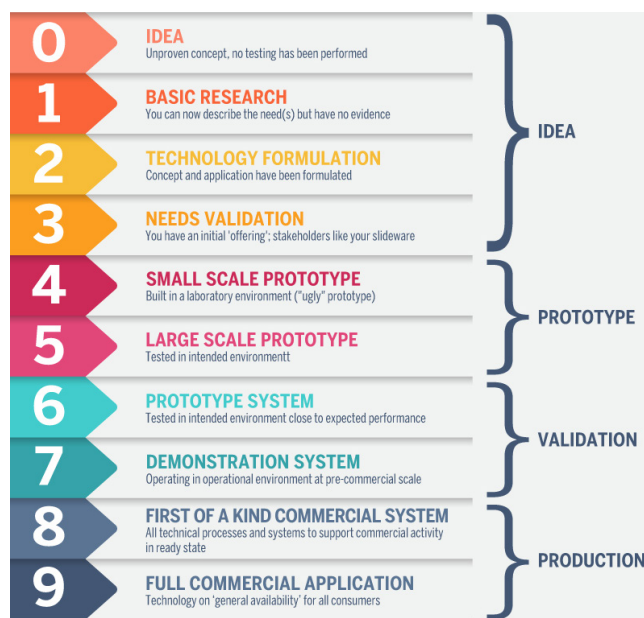 0
IDEA
Unproven concept, no testing has been performed
1
BASIC RESEARCH
You can now describe the need(s) but have no evidence
2
TECHNOLOGY FORMULATION
Concept and application have been formulated
3
NEEDS VALIDATION
You have an initial 'offering'; stakeholders like your slideware
IDEA
4
SMALL SCALE PROTOTYPE
Built in a laboratory environment ("ugly" prototype)
5
LARGE SCALE PROTOTYPE
Tested in intended environmentt
PROTOTYPE
6
PROTOTYPE SYSTEM
Tested in intended environment close to expected performance
7
DEMONSTRATION SYSTEM
Operating in operational environment at pre-commercial scale
VALIDATION
8
FIRST OF A KIND COMMERCIAL SYSTEM
All technical processes and systems to support commercial activity
in ready state
9
FULL COMMERCIAL APPLICATION
Technology on 'general availability' for all consumers
PRODUCTION